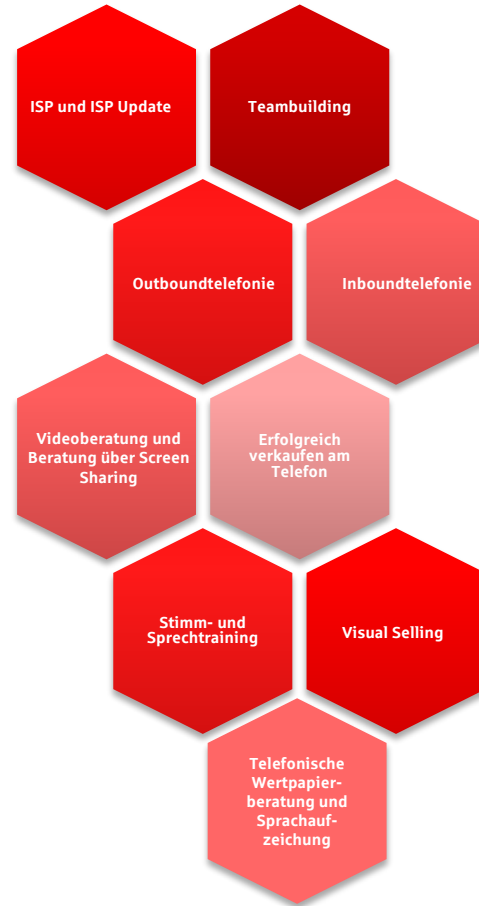 ISP und ISP Update
Teambuilding
Outboundtelefonie
Inboundtelefonie
Videoberatung und
Beratung über Screen
Sharing
Erfolgreich
verkaufen am
Telefon
Stimm- und
Sprechtraining
Visual Selling
Telefonische
Wertpapier-
beratung und
Sprachauf-
zeichung